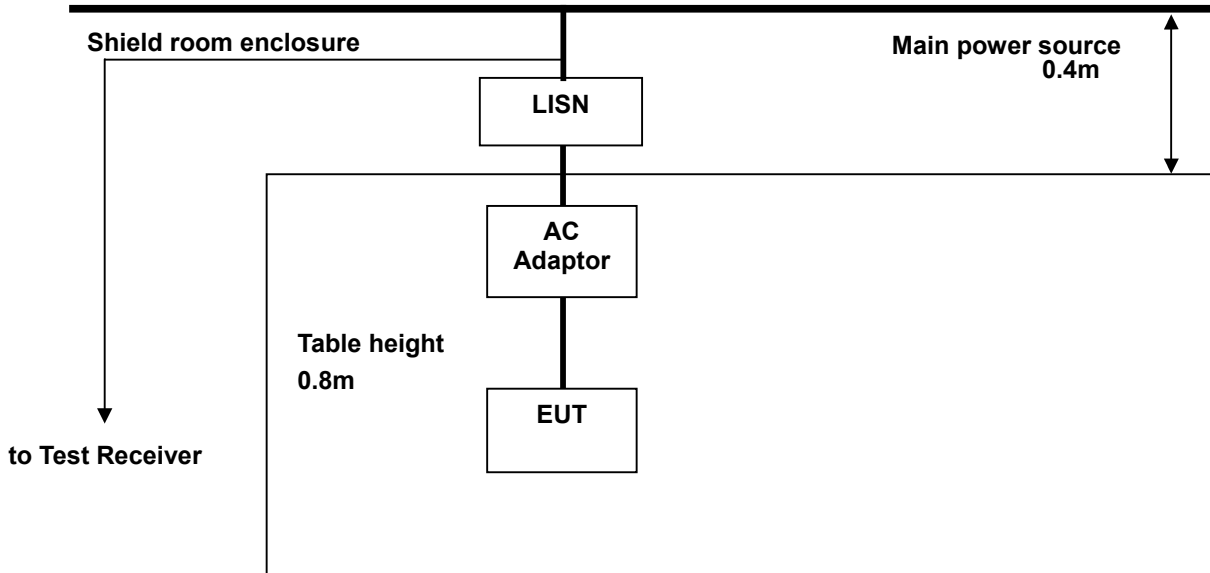 Shield room enclosure
Main power source
0.4m
LISN
AC
Adaptor
Table height
0.8m
EUT
to Test Receiver